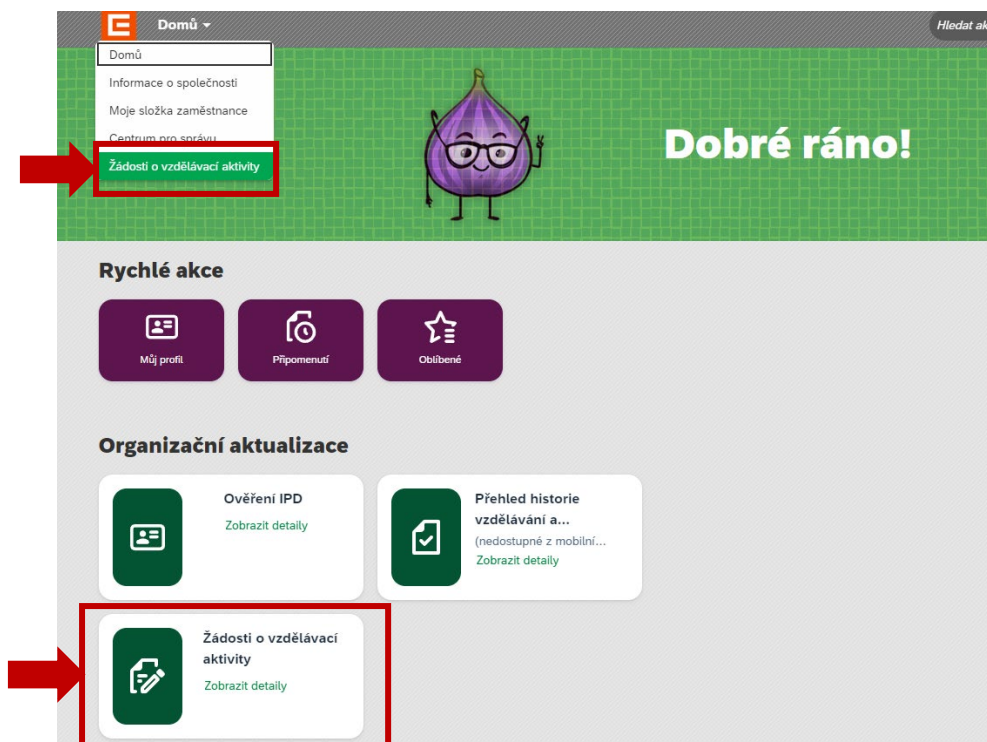 Domů
Hledat ak
Domů
Informace o společnosti
Moje složka zaměstnance
Centrum pro správu
Žádosti o vzdělávací aktivity
Dobré ráno!
Rychlé akce
Můj profil
Připomenutí
Oblíbené
Organizační aktualizace
Ověření IPD
Zobrazit detaily
Přehled historie
vzdělávání a...
(nedostupné z mobilní...
Zobrazit detaily
Žádosti o vzdělávací
aktivity
Zobrazit detaily